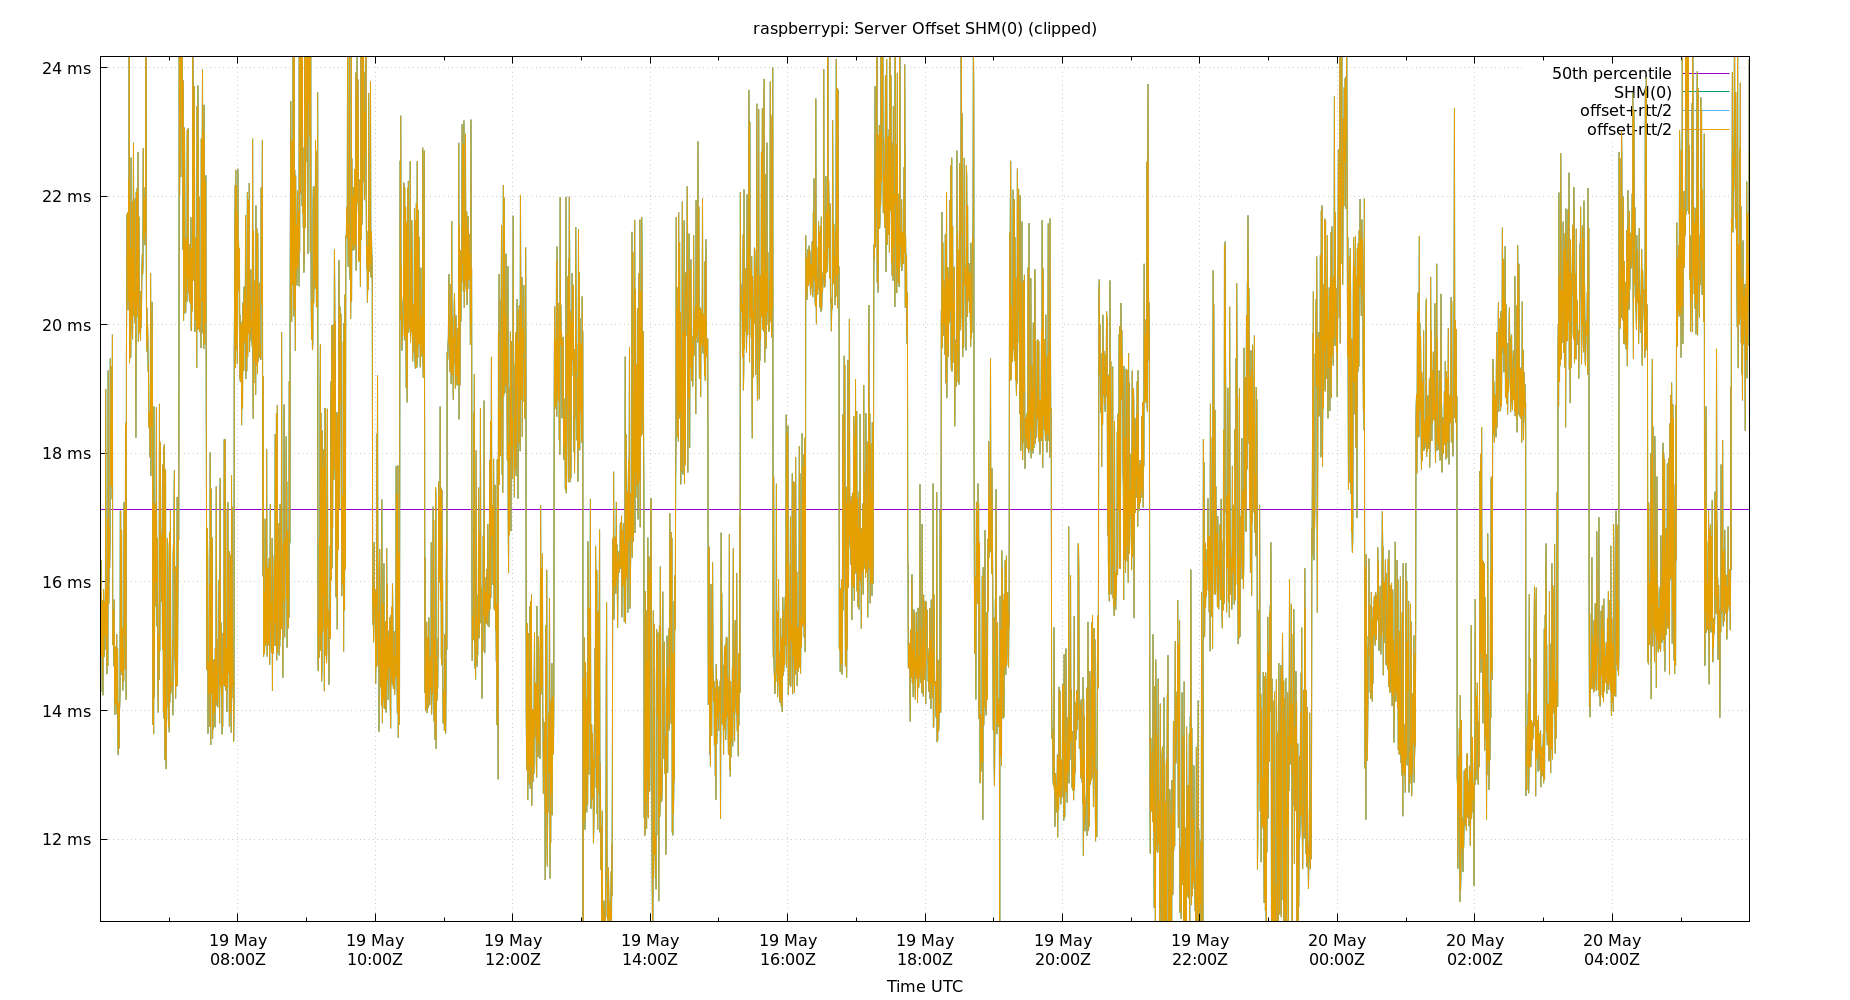 raspberrypi: Server Offset SHM(0) (clipped)
24 ms
22 ms
20 ms
18 ms
16 ms
14 ms
12 ms
50th percentile
SHM(0)
offset+rtt/2
offset-rtt/2
19 May
08:00Z
19 May
10:00Z
19 May
12:00Z
19 May
14:00Z
19 May
16:00Z
19 May
18:00Z
19 May
20:00Z
19 May
22:00Z
20 May
00:00Z
20 May
02:00Z
20 May
04:00Z
Time UTC